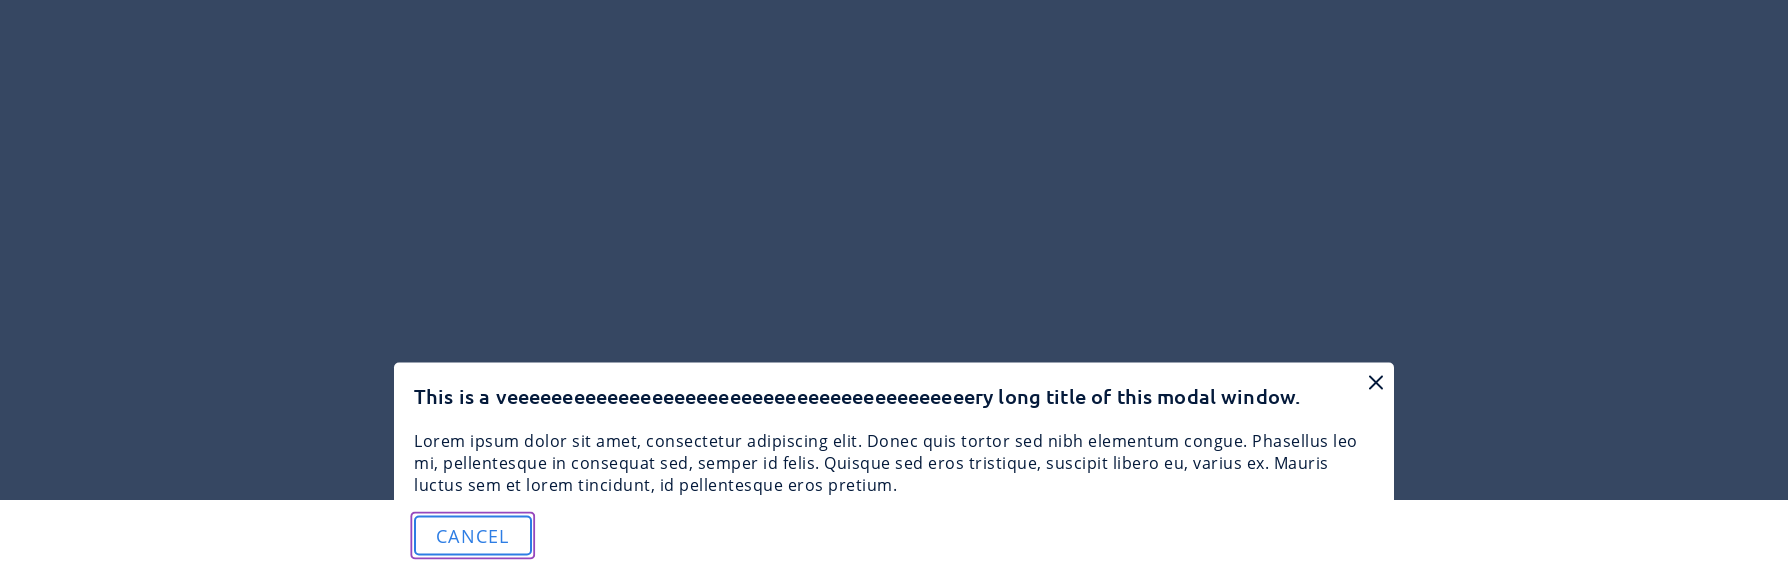 This is a veeeeeeeeeeeeeeeeeeeeeeeeeeeeeeeeeeeeeeeeeery long title of this modal window.
Lorem ipsum dolor sit amet, consectetur adipiscing elit. Donec quis tortor sed nibh elementum congue. Phasellus leo
mi, pellentesque in consequat sed, semper id felis. Quisque sed eros tristique, suscipit libero eu, varius ex. Mauris
luctus sem et lorem tincidunt, id pellentesque eros pretium.
CANCEL